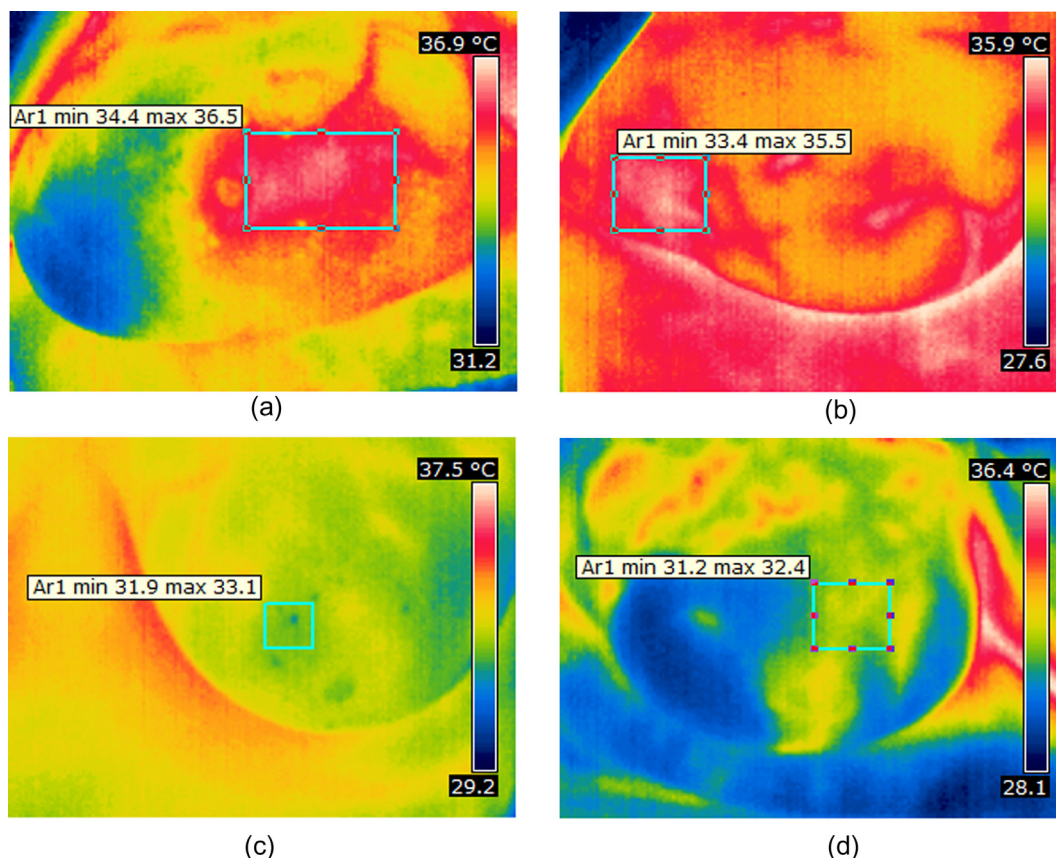 36.9 °C
Ar1 min 34.4 max 36.5
31.2
(a)
35.9 °C
Ar1 min 33.4 max 35.5
27.6
(b)
37.5 °C
Ar1 min 31.9 max 33.1
29.2
(c)
36.4 °C
Ar1 min 31.2 max 32.4
28.1
(d)